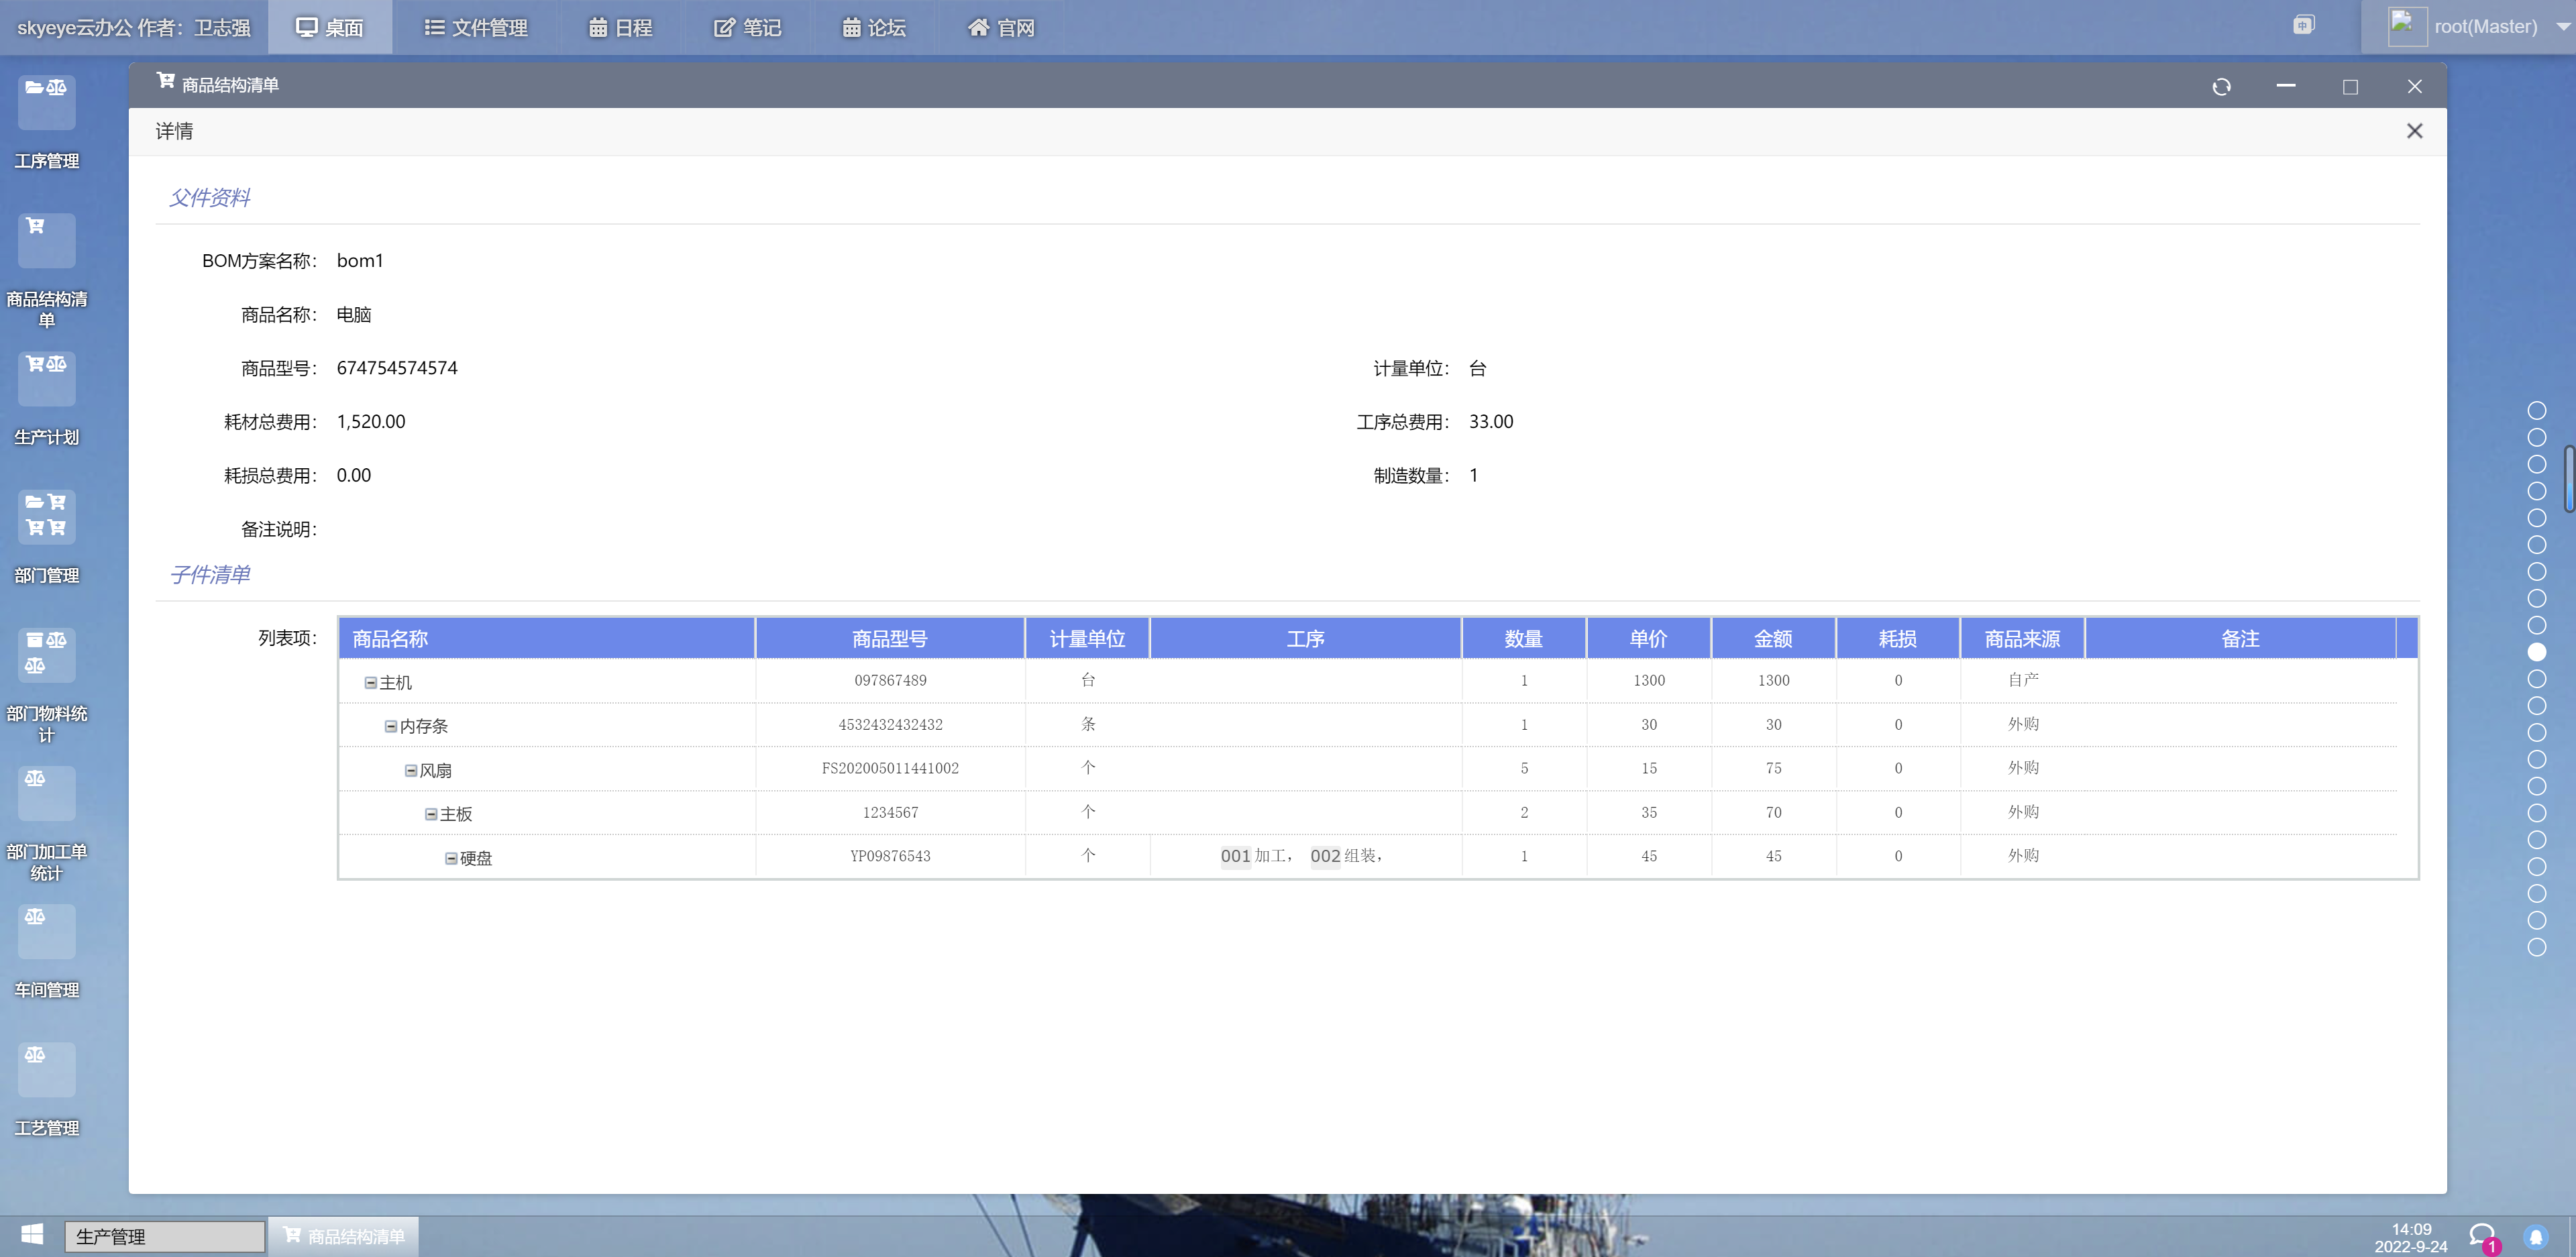 skyeye云办公 作者：卫志强 桌面 文件管理 日程 笔记 论坛 官网 中 root(Master)
工序管理
商品结构清
单
生产计划
部门管理
部门物料统
计
部门加工单
统计
车间管理
工艺管理
商品结构清单
详情
父件资料
BOM方案名称： bom1
商品名称： 电脑
商品型号： 674754574574 计量单位： 台
耗材总费用： 1,520.00 工序总费用： 33.00
耗损总费用： 0.00 制造数量： 1
备注说明：
子件清单
列表项： 商品名称 商品型号 计量单位 工序 数量 单价 金额 耗损 商品来源 备注
主机 097867489 台 1 1300 1300 0 自产
内存条 4532432432432 条 1 30 30 0 外购
风扇 FS202005011441002 个 5 15 75 0 外购
主板 1234567 个 2 35 70 0 外购
硬盘 YP09876543 个 001 加工， 002 组装， 1 45 45 0 外购
生产管理 商品结构清单 14:09
2022-9-24 1